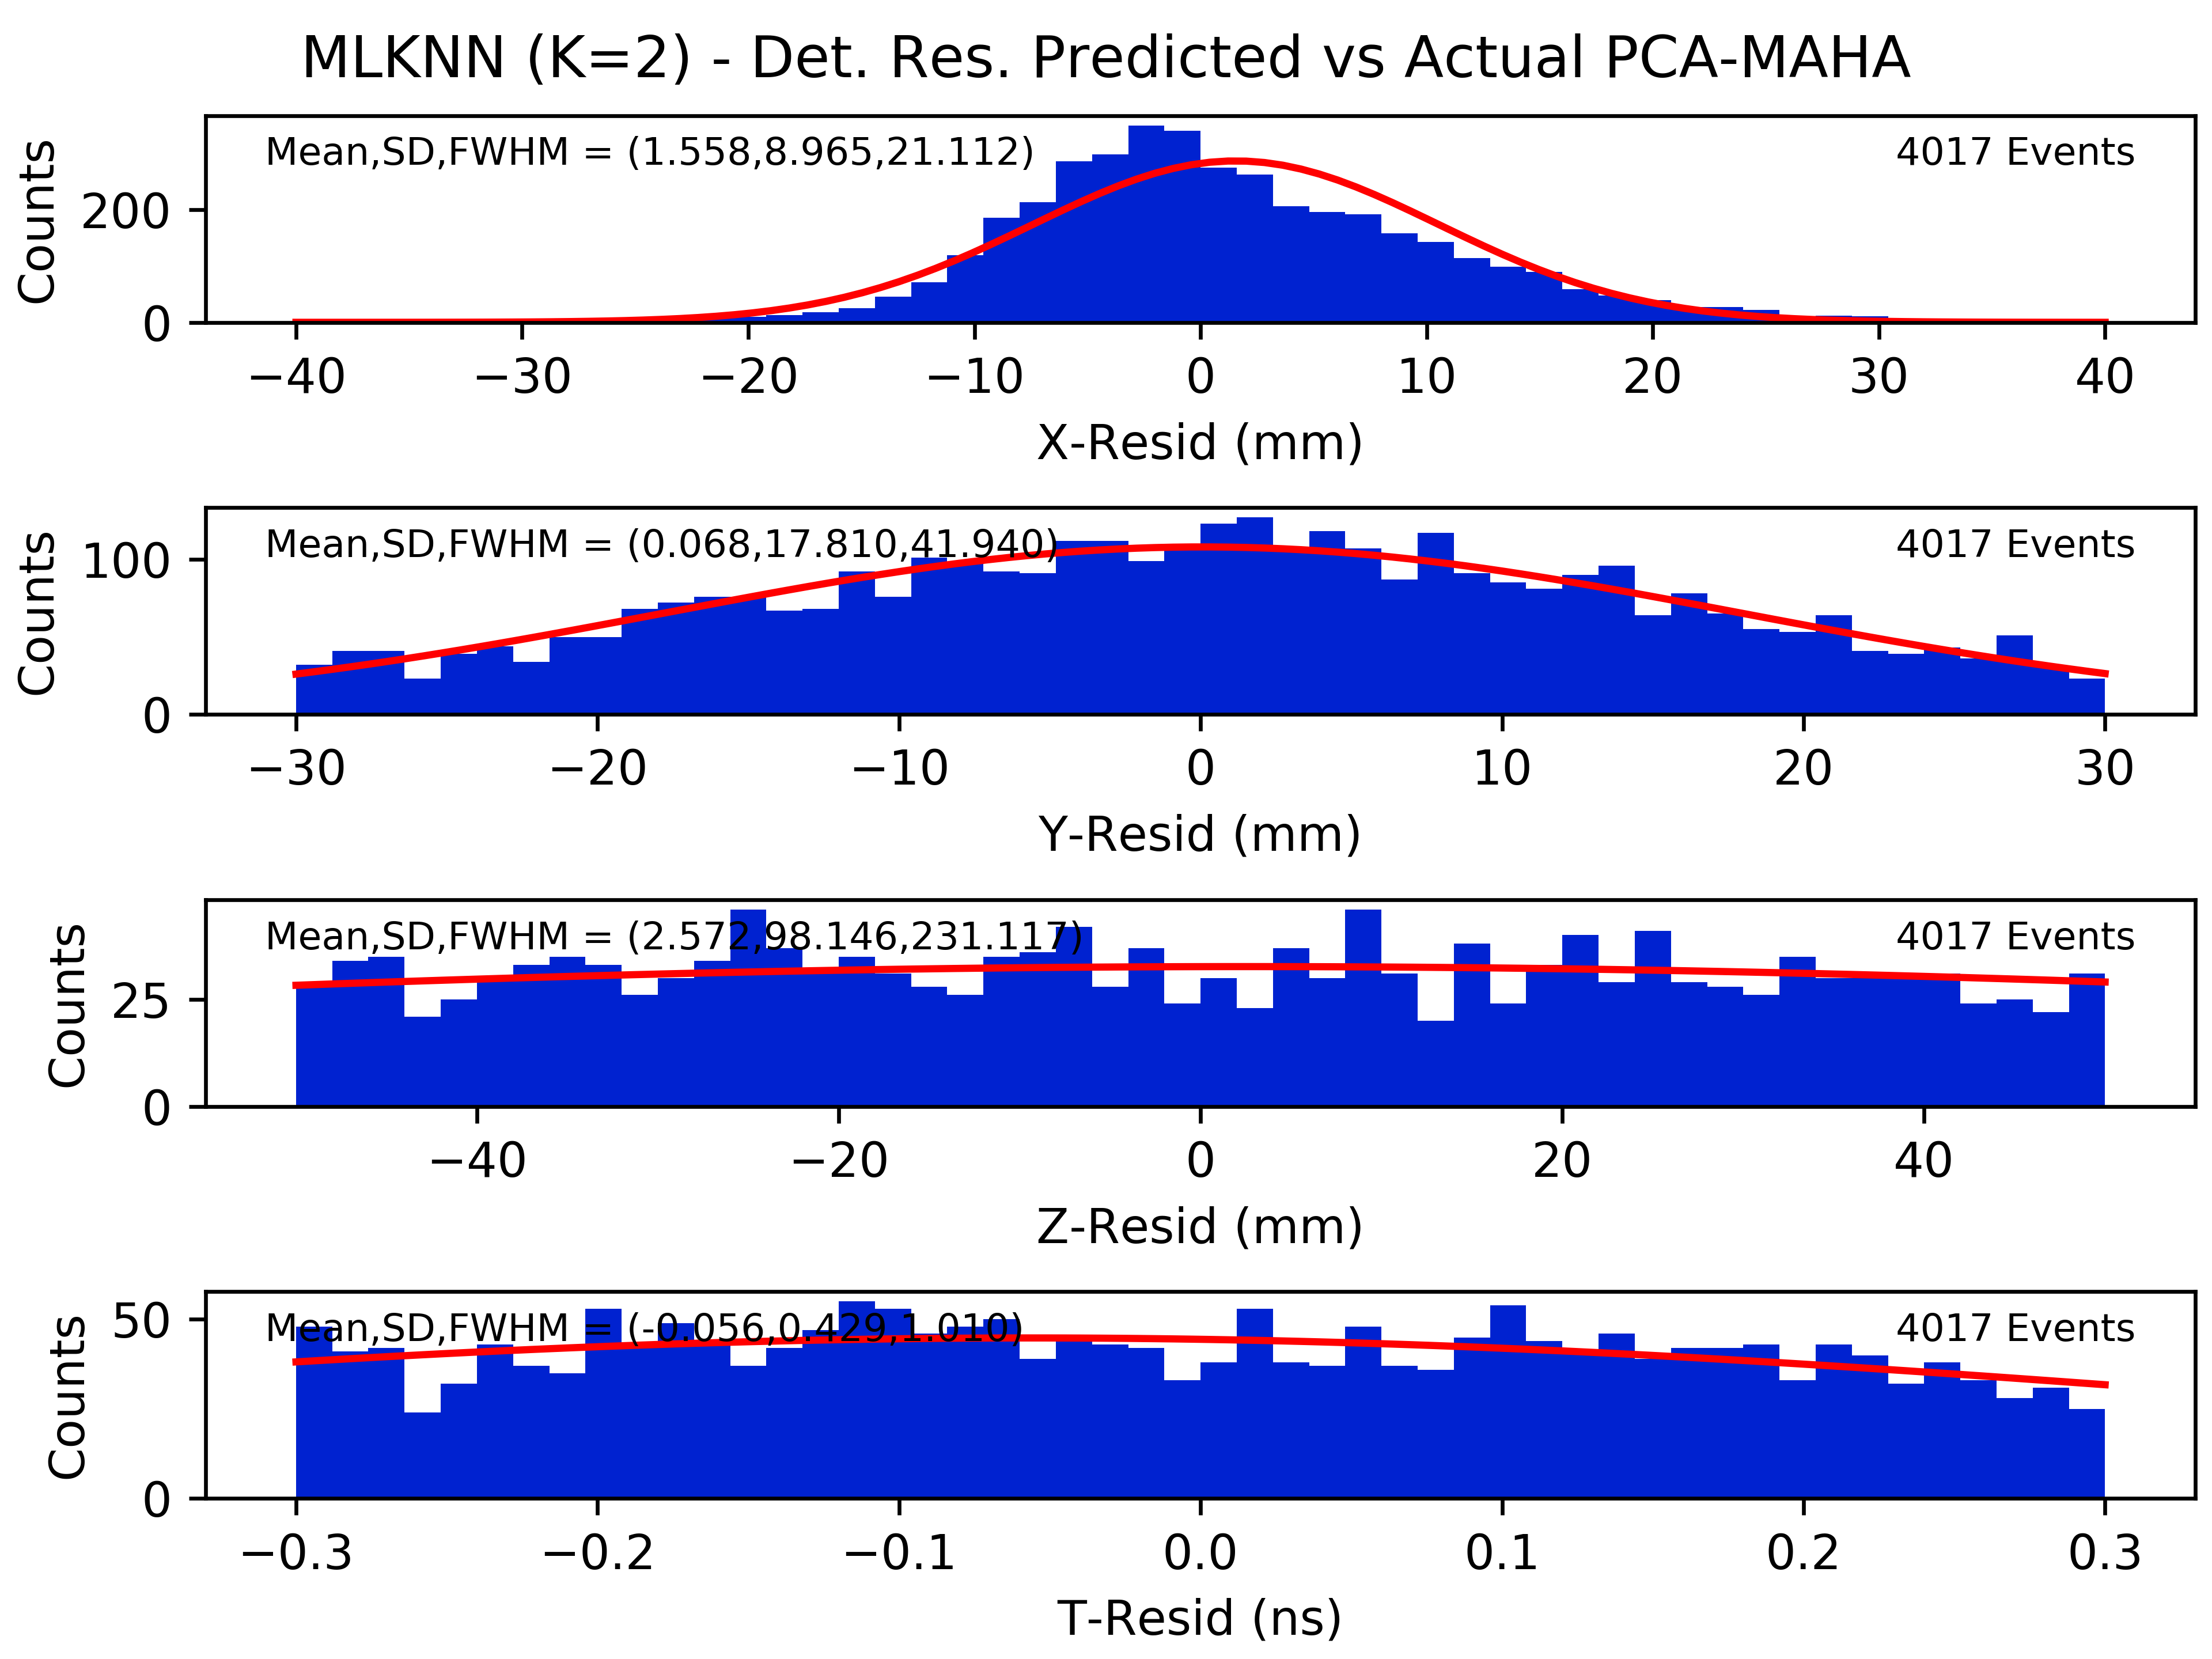 MLKNN (K=2) - Det. Res. Predicted vs Actual PCA-MAHA
Mean,SD,FWHM = (1.558,8.965,21.112)
4017 Events
Counts
200
0
−40 −30 −20 −10 0 10 20 30 40
X-Resid (mm)
Mean,SD,FWHM = (0.068,17.810,41.940)
4017 Events
Counts
100
0
−30 −20 −10 0 10 20 30
Y-Resid (mm)
Mean,SD,FWHM = (2.572,98.146,231.117)
4017 Events
Counts
25
0
−40 −20 0 20 40
Z-Resid (mm)
Mean,SD,FWHM = (-0.056,0.429,1.010)
4017 Events
Counts
50
0
−0.3 −0.2 −0.1 0.0 0.1 0.2 0.3
T-Resid (ns)